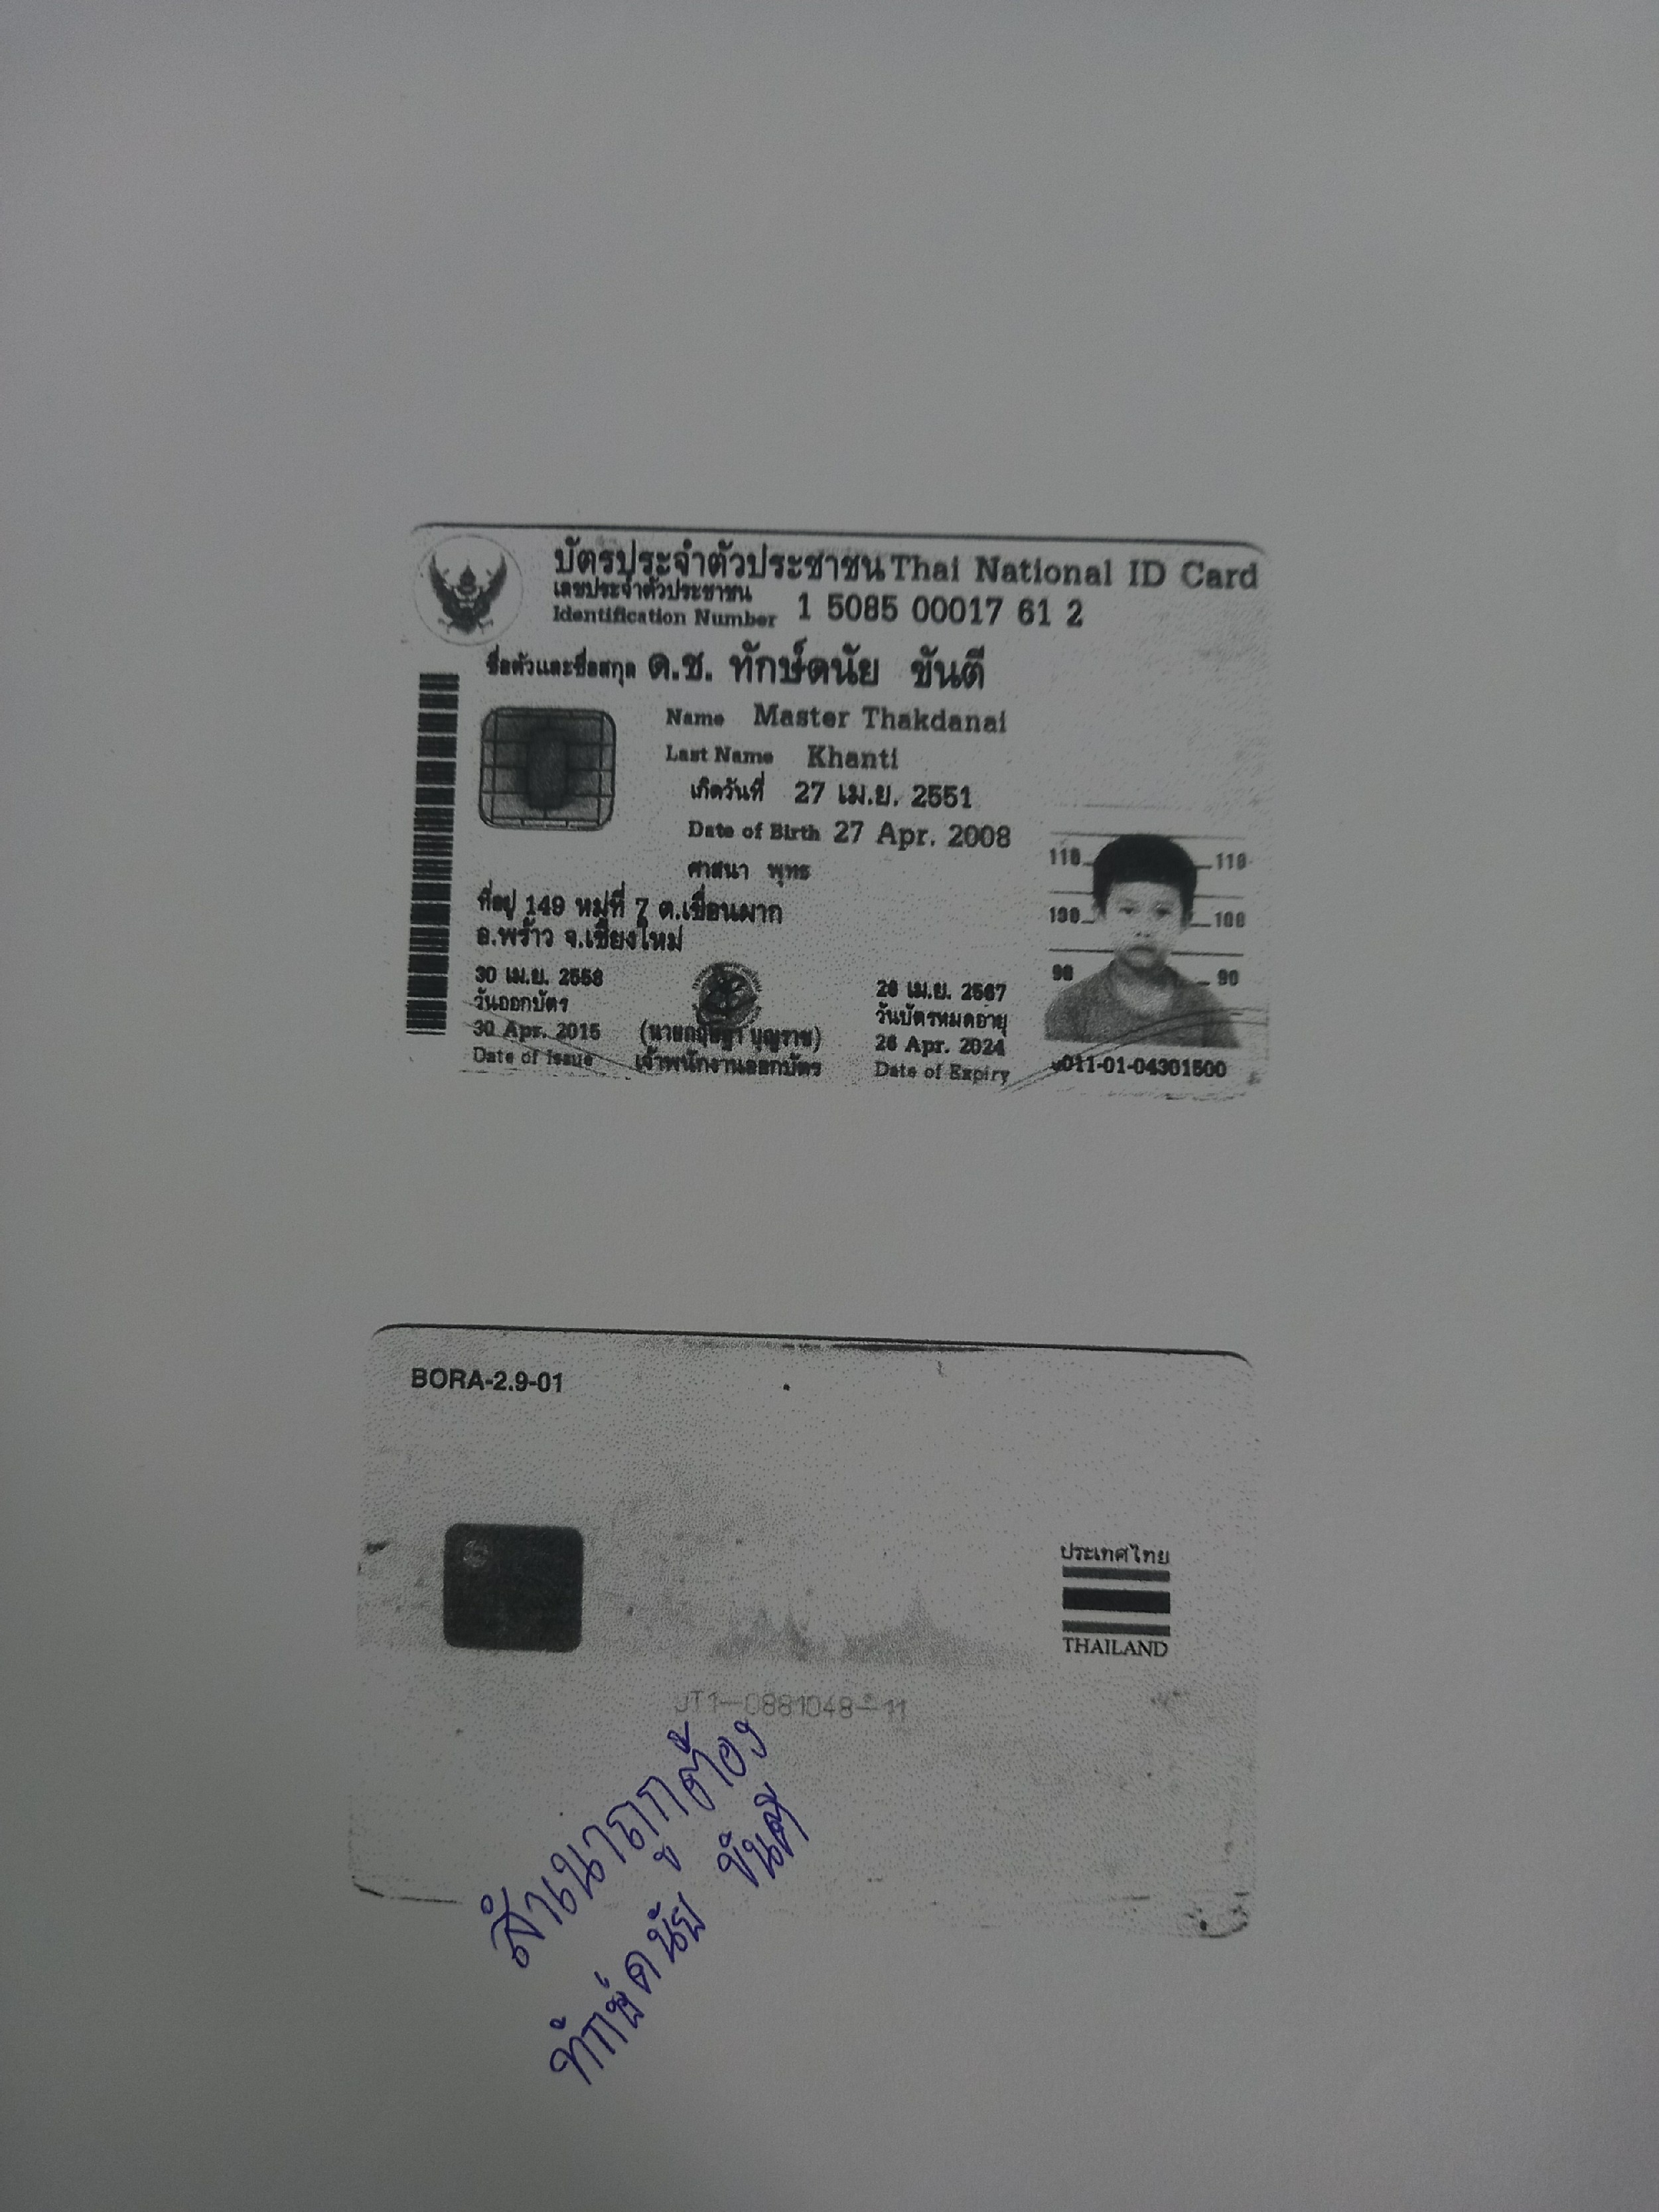 บัตรประจำตัวประชาชน Thai National ID Card
เลขประจำตัวประชาชน
Identification Number 1 5085 00017 61 2
ชื่อตัวและชื่อสกุล ด.ช. ทักษ์ดนัย ขันตี
Name Master Thakdanai
Last Name Khanti
เกิดวันที่ 27 เม.ย. 2551
Date of Birth 27 Apr. 2008
ศาสนา พุทธ
ที่อยู่ 149 หมู่ที่ 7 ต.เขื่อนผาก
อ.พร้าว จ.เชียงใหม่
30 เม.ย. 2558
วันออกบัตร
30 Apr. 2015
Date of Issue
บุญราช)
เจ้าพนักงานออกบัตร
26 เม.ย. 2567
วันบัตรหมดอายุ
26 Apr. 2024
Date of Expiry
110 110
100 100
90 90
011-01-04301500
BORA-2.9-01
ประเทศไทย
THAILAND
JT1-0881048-11
สำเนาถูกต้อง
ทักษ์ดนัย ขันตี